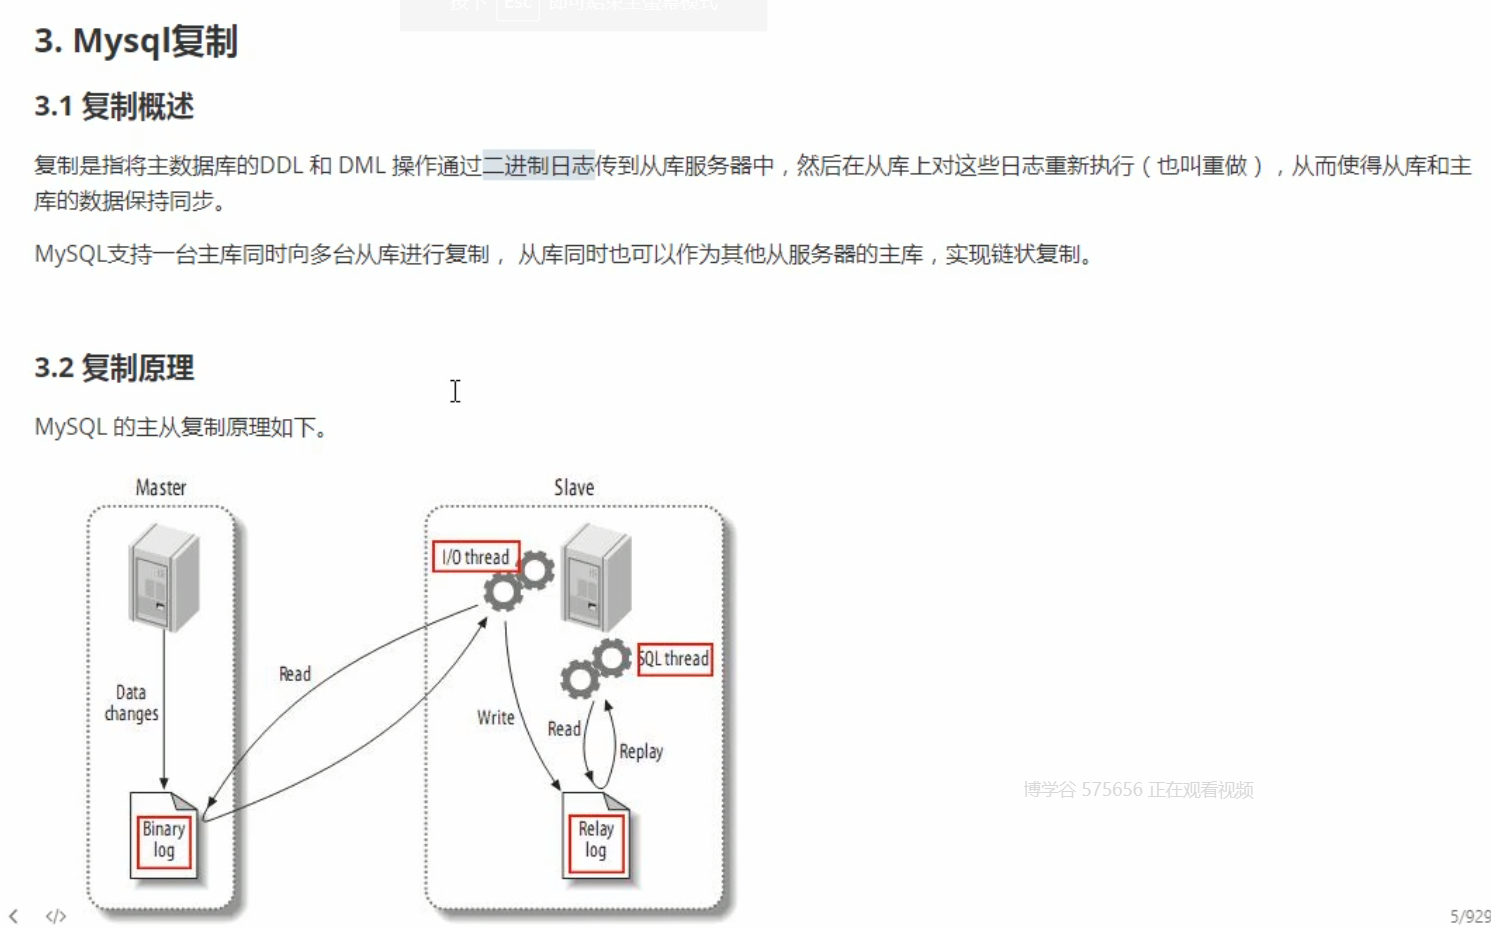 按下 Esc 即可结束全屏模式
3. Mysql复制
3.1 复制概述
复制是指将主数据库的DDL 和 DML 操作通过二进制日志传到从库服务器中，然后在从库上对这些日志重新执行（也叫重做），从而使得从库和主
库的数据保持同步。
MySQL支持一台主库同时向多台从库进行复制， 从库同时也可以作为其他从服务器的主库，实现链状复制。
3.2 复制原理
MySQL 的主从复制原理如下。
Master
Slave
I/O thread
SQL thread
Read
Data
changes
Write
Read
Replay
Binary
log
Relay
log
博学谷 575656 正在观看视频
5/929